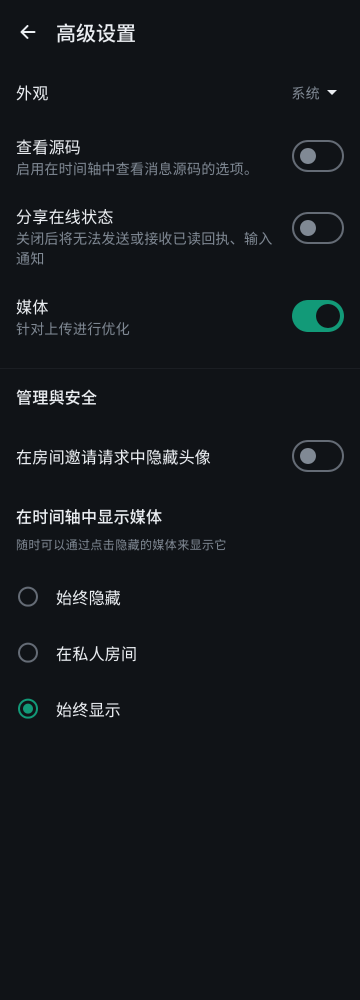 高级设置
外观
系统
查看源码
启用在时间轴中查看消息源码的选项。
分享在线状态
关闭后将无法发送或接收已读回执、输入
通知
媒体
针对上传进行优化
管理與安全
在房间邀请请求中隐藏头像
在时间轴中显示媒体
随时可以通过点击隐藏的媒体来显示它
始终隐藏
在私人房间
始终显示